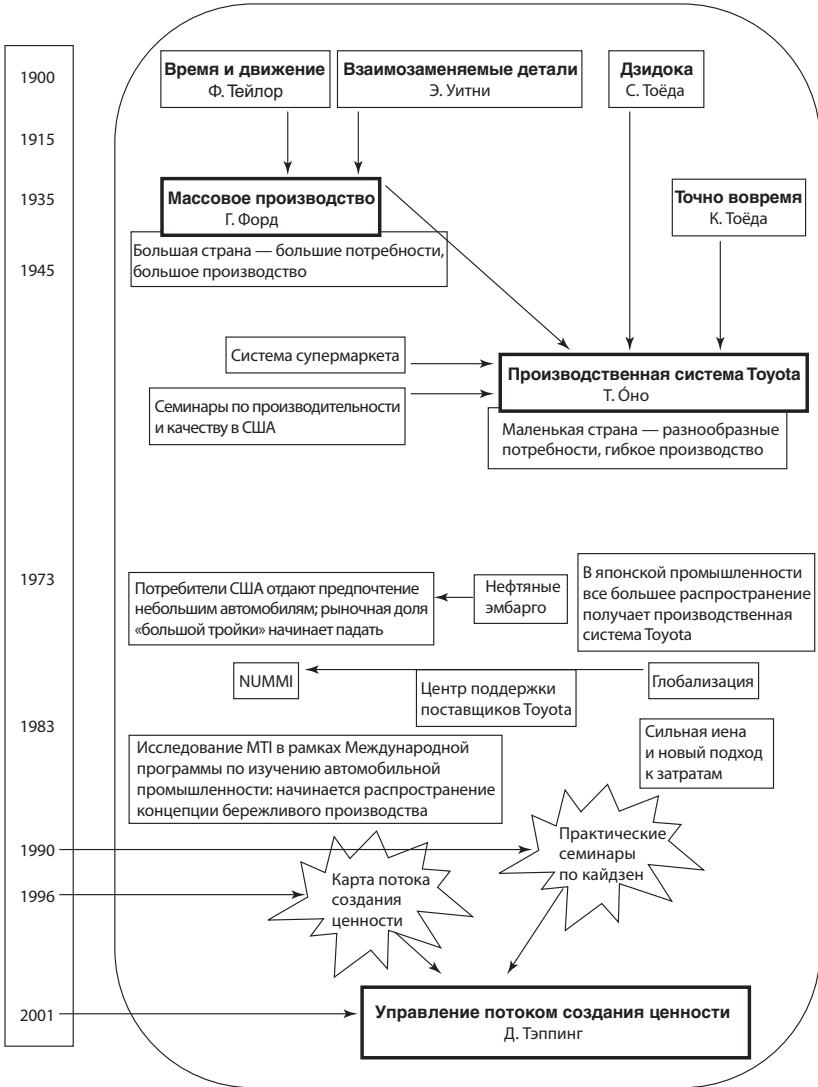 1900
Время и движение
Ф. Тейлор
Взаимозаменяемые детали
Э. Уитни
Дзидока
С. Тоёда
1915
1935
Массовое производство
Г. Форд
Точно вовремя
К. Тоёда
Большая страна — большие потребности,
большое производство
1945
Система супермаркета
Производственная система Toyota
Т. О́но
Семинары по производительности
и качеству в США
Маленькая страна — разнообразные
потребности, гибкое производство
1973
Потребители США отдают предпочтение
небольшим автомобилям; рыночная доля
«большой тройки» начинает падать
Нефтяные
эмбарго
В японской промышленности
все большее распространение
получает производственная
система Toyota
NUMMI
Центр поддержки
поставщиков Toyota
Глобализация
1983
Исследование MTI в рамках Международной
программы по изучению автомобильной
промышленности: начинается распространение
концепции бережливого производства
Сильная иена
и новый подход
к затратам
1990
Практические
семинары
по кайдзен
1996
Карта потока
создания
ценности
2001
Управление потоком создания ценности
Д. Тэппинг